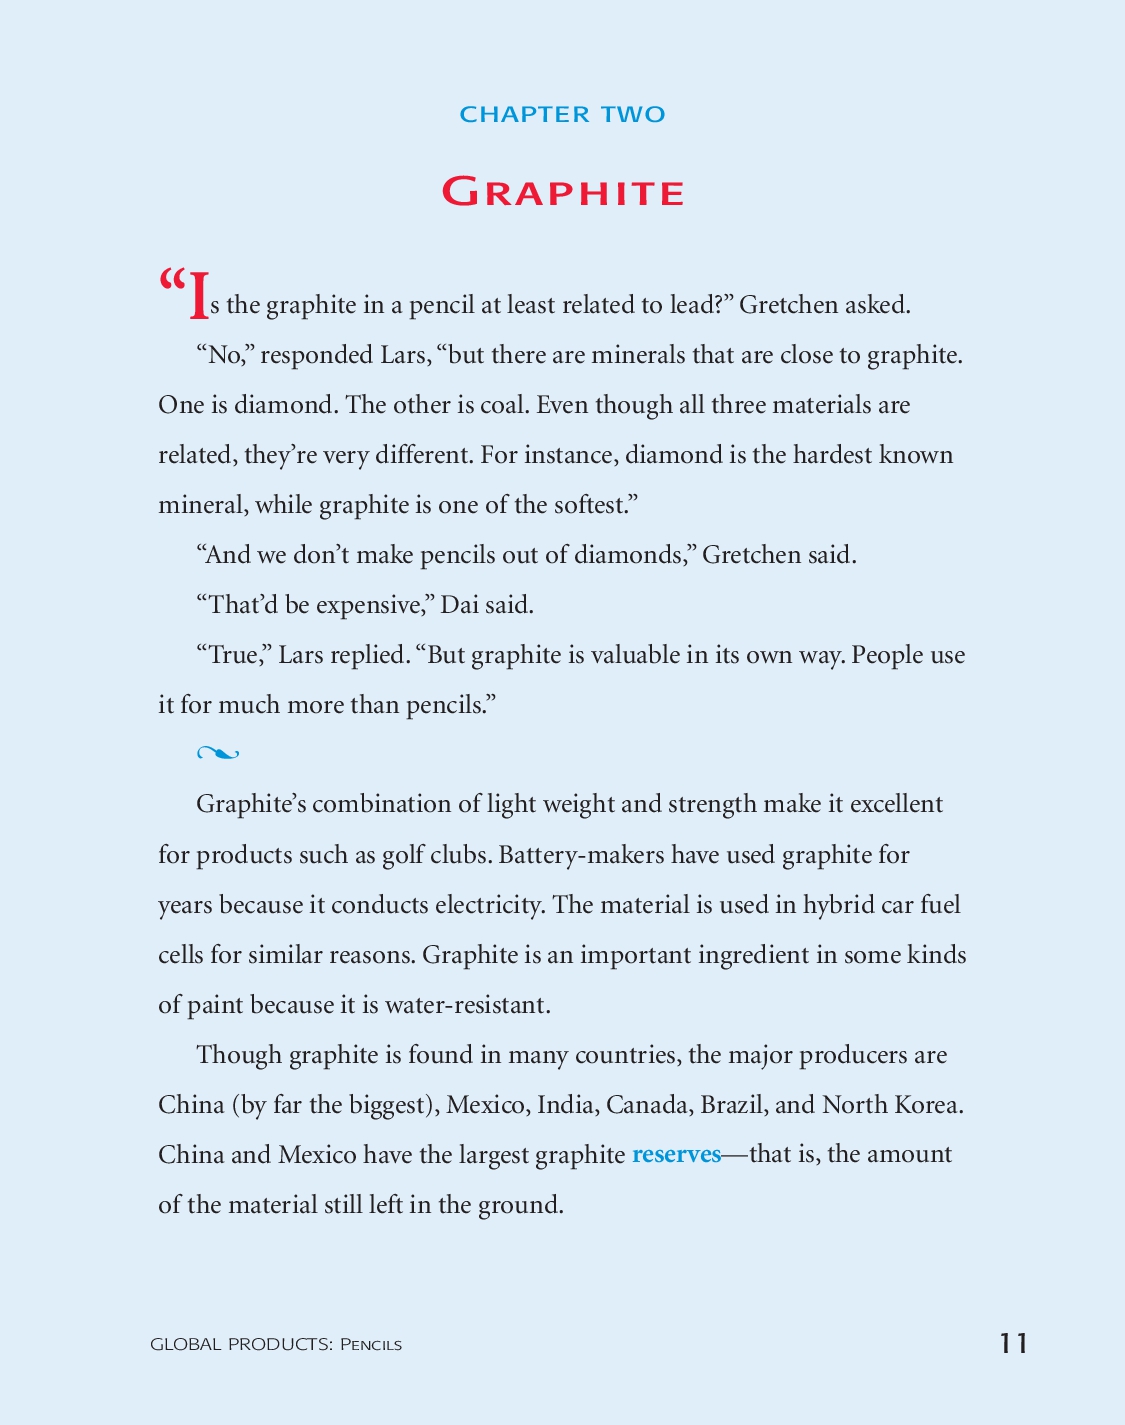 CHAPTER TWO
GRAPHITE
“Is the graphite in a pencil at least related to lead?” Gretchen asked.
“No,” responded Lars, “but there are minerals that are close to graphite.
One is diamond. The other is coal. Even though all three materials are
related, they’re very different. For instance, diamond is the hardest known
mineral, while graphite is one of the softest.”
“And we don’t make pencils out of diamonds,” Gretchen said.
“That’d be expensive,” Dai said.
“True,” Lars replied. “But graphite is valuable in its own way. People use
it for much more than pencils.”
Graphite’s combination of light weight and strength make it excellent
for products such as golf clubs. Battery-makers have used graphite for
years because it conducts electricity. The material is used in hybrid car fuel
cells for similar reasons. Graphite is an important ingredient in some kinds
of paint because it is water-resistant.
Though graphite is found in many countries, the major producers are
China (by far the biggest), Mexico, India, Canada, Brazil, and North Korea.
China and Mexico have the largest graphite reserves—that is, the amount
of the material still left in the ground.
GLOBAL PRODUCTS: PENCILS
11